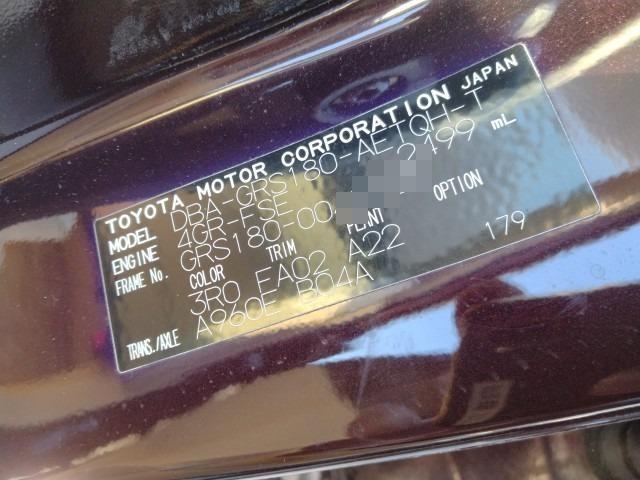 TOYOTA MOTOR CORPORATION JAPAN
MODEL DBA-GRS180-AETQH-T
ENGINE 4GR-FSE 2499 mL
FRAME No. GRS180-00
COLOR TRIM PLANT OPTION
3R0 FA02 A22
TRANS./AXLE A960E B04A 179